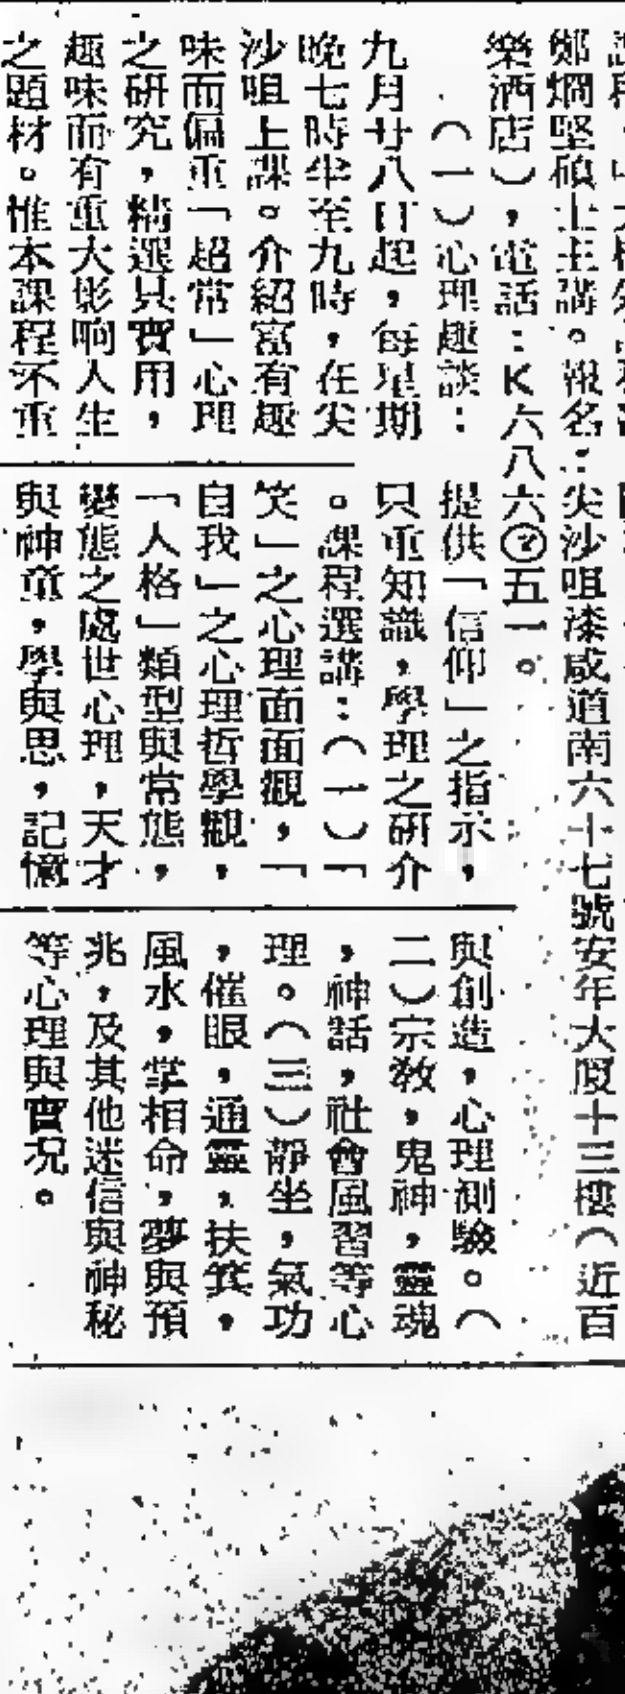 鄭烱堅碩士主講。報名：尖沙咀漆咸道南六十七號安年大厦十三樓（近百
樂酒店），電話：K六八六②五一。
（一）心理趣談：
九月廿八日起，每星期
晚七時半至九時，在尖
沙咀上課。介紹富有趣
味而偏重「超常」心理
之研究，精選具實用，
趣味而有重大影响人生
之題材。惟本課程不重
提供「信仰」之指示，
只重知識，學理之研介
。課程選講：（一）「
笑」之心理面面觀，「
自我」之心理哲學觀，
「人格」類型與常態，
變態之處世心理，天才
與神童，學與思，記憶
與創造，心理測驗。（
二）宗教，鬼神，靈魂
，神話，社會風習等心
理。（三）靜坐，氣功
，催眼，通靈，扶箕，
風水，掌相命，夢與預
兆，及其他迷信與神秘
等心理與實况。